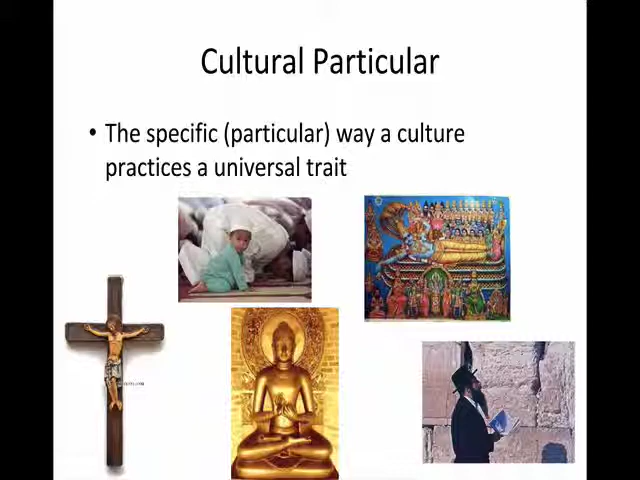 Cultural Particular
• The specific (particular) way a culture
practices a universal trait